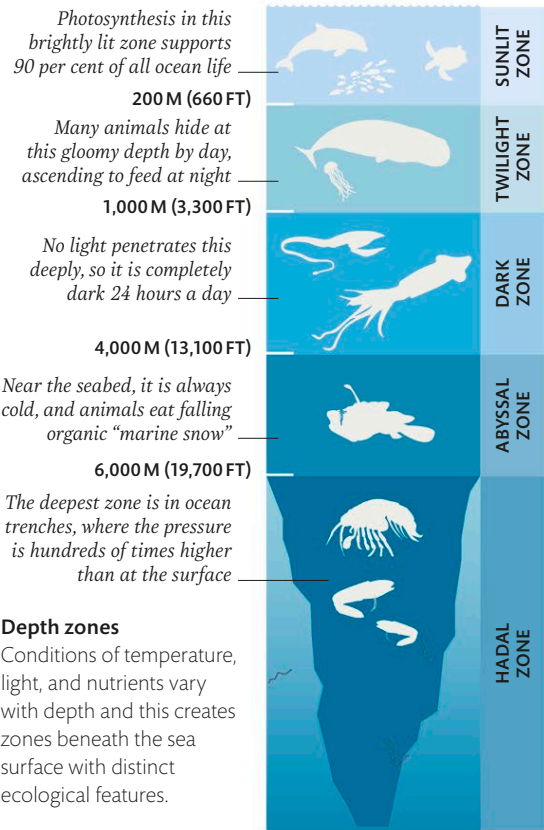 Photosynthesis in this
brightly lit zone supports
90 per cent of all ocean life
SUNLIT
ZONE
200 M (660 FT)
Many animals hide at
this gloomy depth by day,
ascending to feed at night
TWILIGHT
ZONE
1,000 M (3,300 FT)
No light penetrates this
deeply, so it is completely
dark 24 hours a day
DARK
ZONE
4,000 M (13,100 FT)
Near the seabed, it is always
cold, and animals eat falling
organic “marine snow”
ABYSSAL
ZONE
6,000 M (19,700 FT)
The deepest zone is in ocean
trenches, where the pressure
is hundreds of times higher
than at the surface
HADAL
ZONE
Depth zones
Conditions of temperature,
light, and nutrients vary
with depth and this creates
zones beneath the sea
surface with distinct
ecological features.